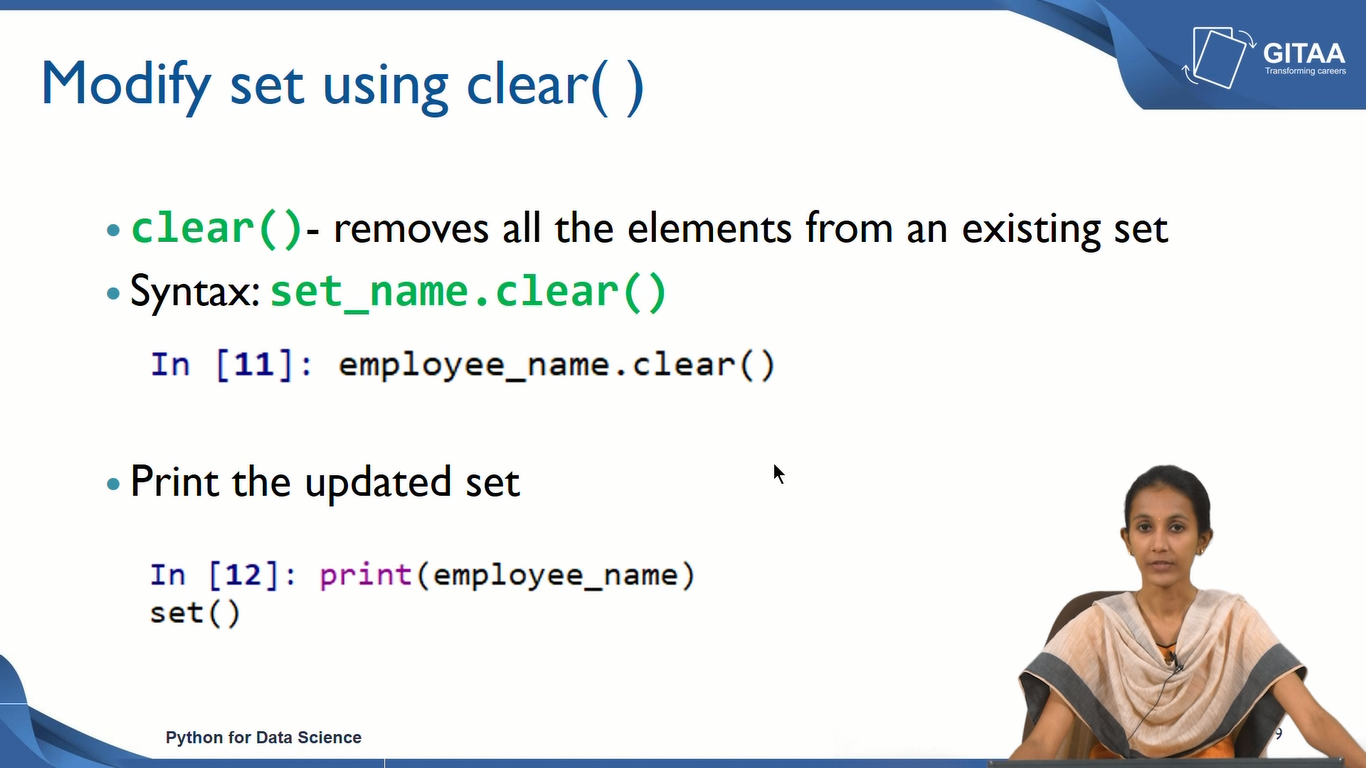 GITAA
Transforming careers
Modify set using clear( )
• clear()- removes all the elements from an existing set
• Syntax: set_name.clear()
In [11]: employee_name.clear()
• Print the updated set
In [12]: print(employee_name)
set()
Python for Data Science
9